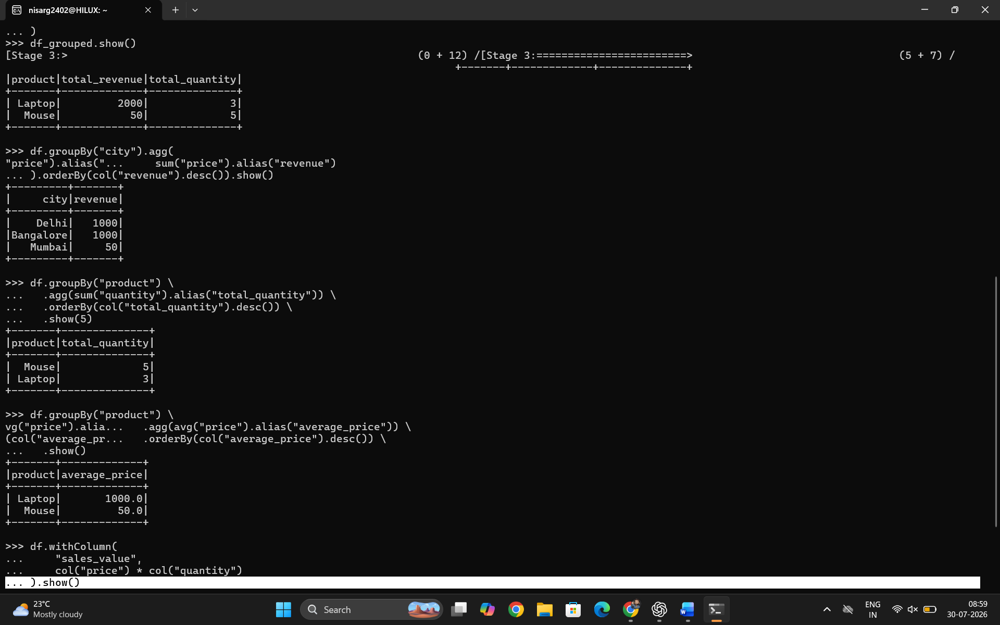 nisarg2402@HILUX: ~
... )
>>> df_grouped.show()
[Stage 3:>                                                        (0 + 12) /[Stage 3:========================>                                 (5 + 7) /
                                                                        +-------+-------------+--------------+
|product|total_revenue|total_quantity|
+-------+-------------+--------------+
| Laptop|         2000|             3|
|  Mouse|           50|             5|
+-------+-------------+--------------+
>>> df.groupBy("city").agg(
"price").alias("...     sum("price").alias("revenue")
... ).orderBy(col("revenue").desc()).show()
+---------+-------+
|     city|revenue|
+---------+-------+
|    Delhi|   1000|
|Bangalore|   1000|
|   Mumbai|     50|
+---------+-------+
>>> df.groupBy("product") \
...   .agg(sum("quantity").alias("total_quantity")) \
...   .orderBy(col("total_quantity").desc()) \
...   .show(5)
+-------+--------------+
|product|total_quantity|
+-------+--------------+
|  Mouse|             5|
| Laptop|             3|
+-------+--------------+
>>> df.groupBy("product") \
vg("price").alia...   .agg(avg("price").alias("average_price")) \
(col("average_pr...   .orderBy(col("average_price").desc()) \
...   .show()
+-------+-------------+
|product|average_price|
+-------+-------------+
| Laptop|       1000.0|
|  Mouse|         50.0|
+-------+-------------+
>>> df.withColumn(
...     "sales_value",
...     col("price") * col("quantity")
... ).show()
23°C
Mostly cloudy
Search
ENG
IN
08:59
30-07-2026